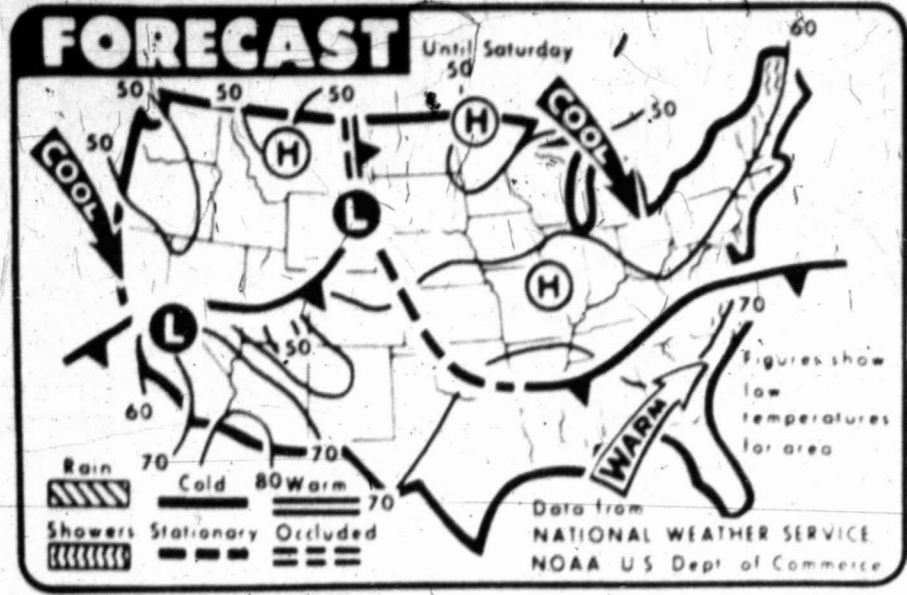 FORECAST
Until Saturday
60
50 50 50 50
50
50
COOL
COOL
H
H
L
H
L
50
70
60
70
70
80
70
WARM
Figures show
low
temperatures
for area
Rain
Cold
Warm
Showers
Stationary
Occluded
Data from
NATIONAL WEATHER SERVICE
NOAA U S Dept of Commerce